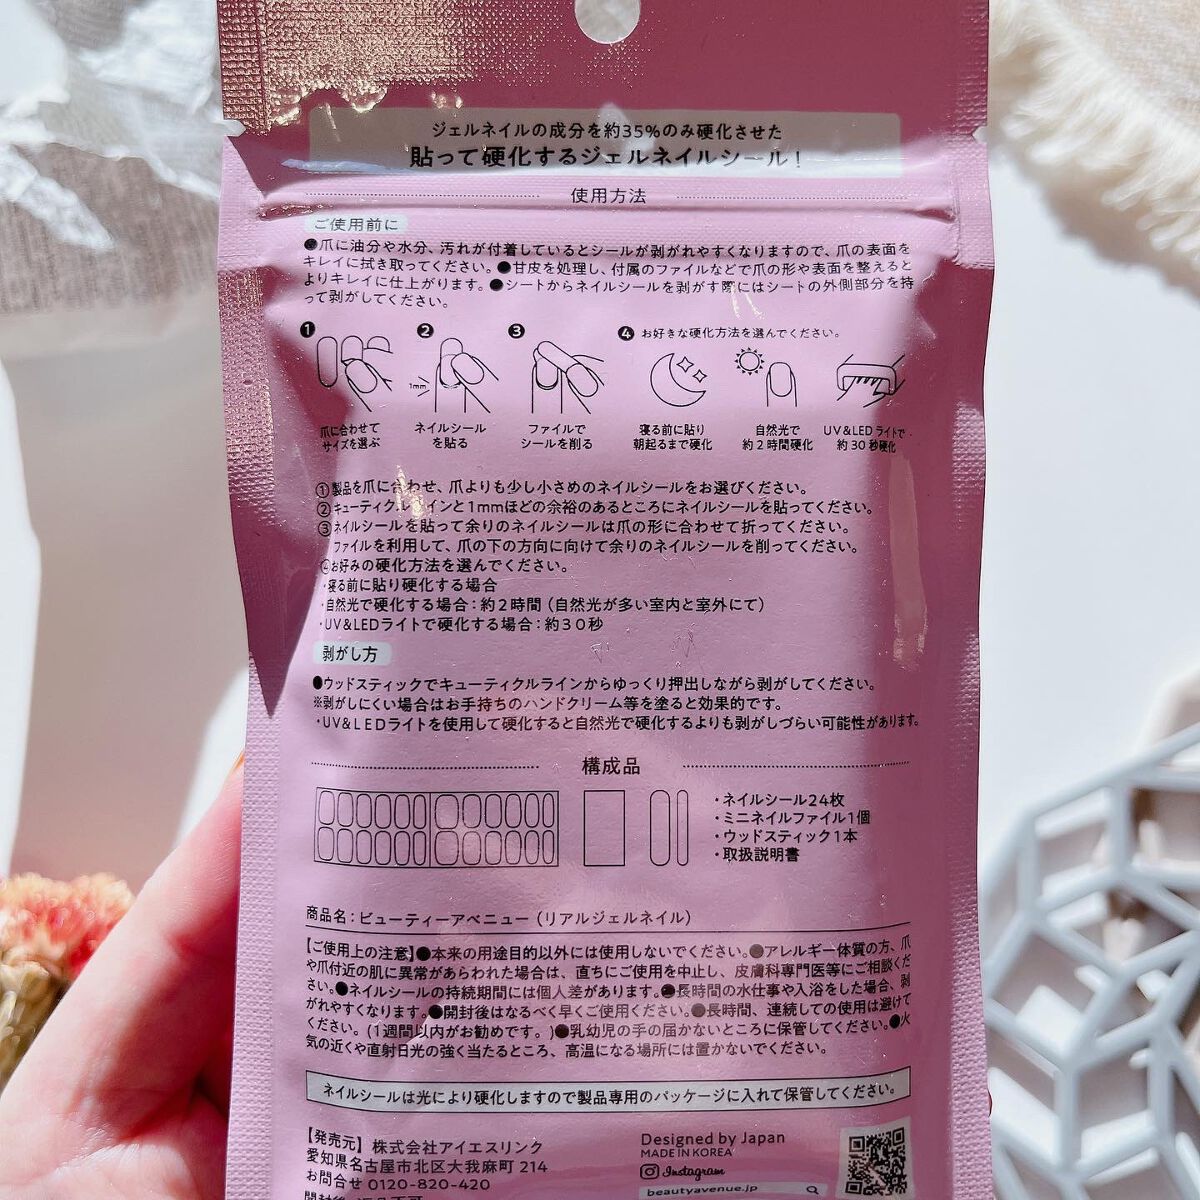 ジェルネイルの成分を約35%のみ硬化させた
貼って硬化するジェルネイルシール!
使用方法
ご使用前に
●爪に油分や水分、汚れが付着しているとシールが剥がれやすくなりますので、爪の表面を
キレイに拭き取ってください。●甘皮を処理し、付属のファイルなどで爪の形や表面を整えると
よりキレイに仕上がります。●シートからネイルシールを剥がす際にはシートの外側部分を持
って剥がしてください。
1 2 3 4 お好きな硬化方法を選んでください。
1mm
爪に合わせて
サイズを選ぶ
ネイルシール
を貼る
ファイルで
シールを削る
寝る前に貼り
朝起るまで硬化
自然光で
約2時間硬化
UV&LEDライトで
約30秒硬化
①製品を爪に合わせ、爪よりも少し小さめのネイルシールをお選びください。
②キューティクルラインと1mmほどの余裕のあるところにネイルシールを貼ってください。
③ネイルシールを貼って余りのネイルシールは爪の形に合わせて折ってください。
ファイルを利用して、爪の下の方向に向けて余りのネイルシールを削ってください。
④お好みの硬化方法を選んでください。
・寝る前に貼り硬化する場合
・自然光で硬化する場合:約2時間(自然光が多い室内と室外にて)
・UV&LEDライトで硬化する場合:約30秒
剥がし方
●ウッドスティックでキューティクルラインからゆっくり押出しながら剥がしてください。
※剥がしにくい場合はお手持ちのハンドクリーム等を塗ると効果的です。
・UV&LEDライトを使用して硬化すると自然光で硬化するよりも剥がしづらい可能性があります。
構成品
・ネイルシール24枚
・ミニネイルファイル1個
・ウッドスティック1本
・取扱説明書
商品名:ビューティーアベニュー(リアルジェルネイル)
【ご使用上の注意】●本来の用途目的以外には使用しないでください。●アレルギー体質の方、爪
や爪付近の肌に異常があらわれた場合は、直ちにご使用を中止し、皮膚科専門医等にご相談くだ
さい。●ネイルシールの持続期間には個人差があります。●長時間の水仕事や入浴をした場合、剥
がれやすくなります。●開封後はなるべく早くご使用ください。●長時間、連続しての使用は避けて
ください。(1週間以内がお勧めです。)●乳幼児の手の届かないところに保管してください。●火
気の近くや直射日光の強く当たるところ、高温になる場所には置かないでください。
ネイルシールは光により硬化しますので製品専用のパッケージに入れて保管してください。
【発売元】株式会社アイエスリンク
愛知県名古屋市北区大我麻町214
お問合せ 0120-820-420
Designed by Japan
MADE IN KOREA
Instagram
beautyavenue.jp